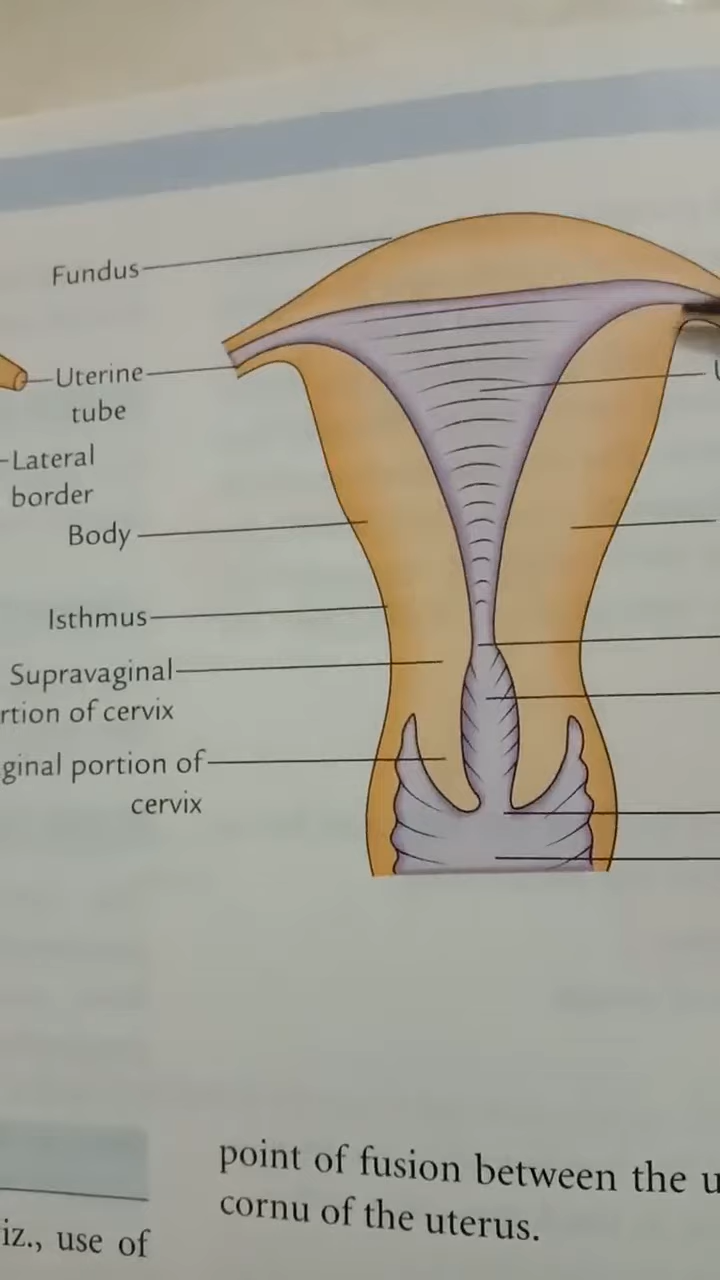 Fundus
Uterine
tube
Lateral
border
Body
Isthmus
Supravaginal
rtion of cervix
ginal portion of
cervix
point of fusion between the u
cornu of the uterus.
iz., use of